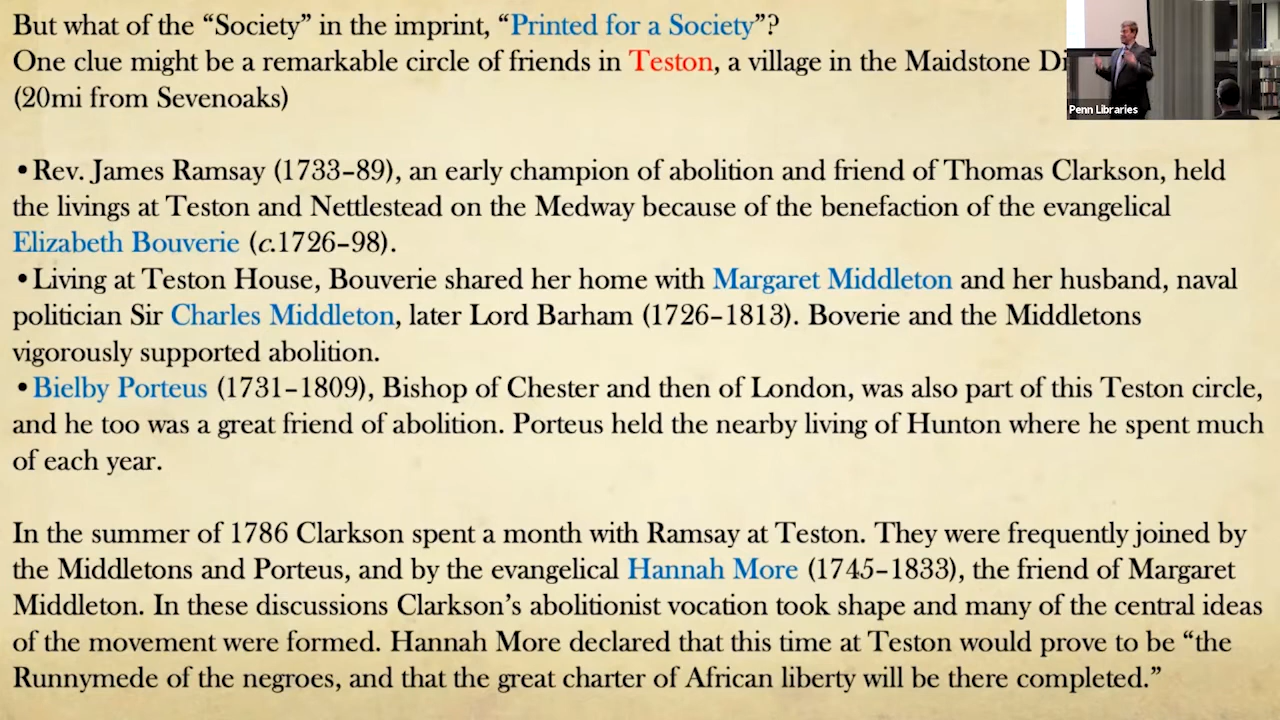 But what of the “Society” in the imprint, “Printed for a Society”?
One clue might be a remarkable circle of friends in Teston, a village in the Maidstone
(20mi from Sevenoaks)
Penn Libraries
•Rev. James Ramsay (1733–89), an early champion of abolition and friend of Thomas Clarkson, held
the livings at Teston and Nettlestead on the Medway because of the benefaction of the evangelical
Elizabeth Bouverie (c.1726–98).
•Living at Teston House, Bouverie shared her home with Margaret Middleton and her husband, naval
politician Sir Charles Middleton, later Lord Barham (1726–1813). Boverie and the Middletons
vigorously supported abolition.
•Bielby Porteus (1731–1809), Bishop of Chester and then of London, was also part of this Teston circle,
and he too was a great friend of abolition. Porteus held the nearby living of Hunton where he spent much
of each year.
In the summer of 1786 Clarkson spent a month with Ramsay at Teston. They were frequently joined by
the Middletons and Porteus, and by the evangelical Hannah More (1745–1833), the friend of Margaret
Middleton. In these discussions Clarkson’s abolitionist vocation took shape and many of the central ideas
of the movement were formed. Hannah More declared that this time at Teston would prove to be “the
Runnymede of the negroes, and that the great charter of African liberty will be there completed.”